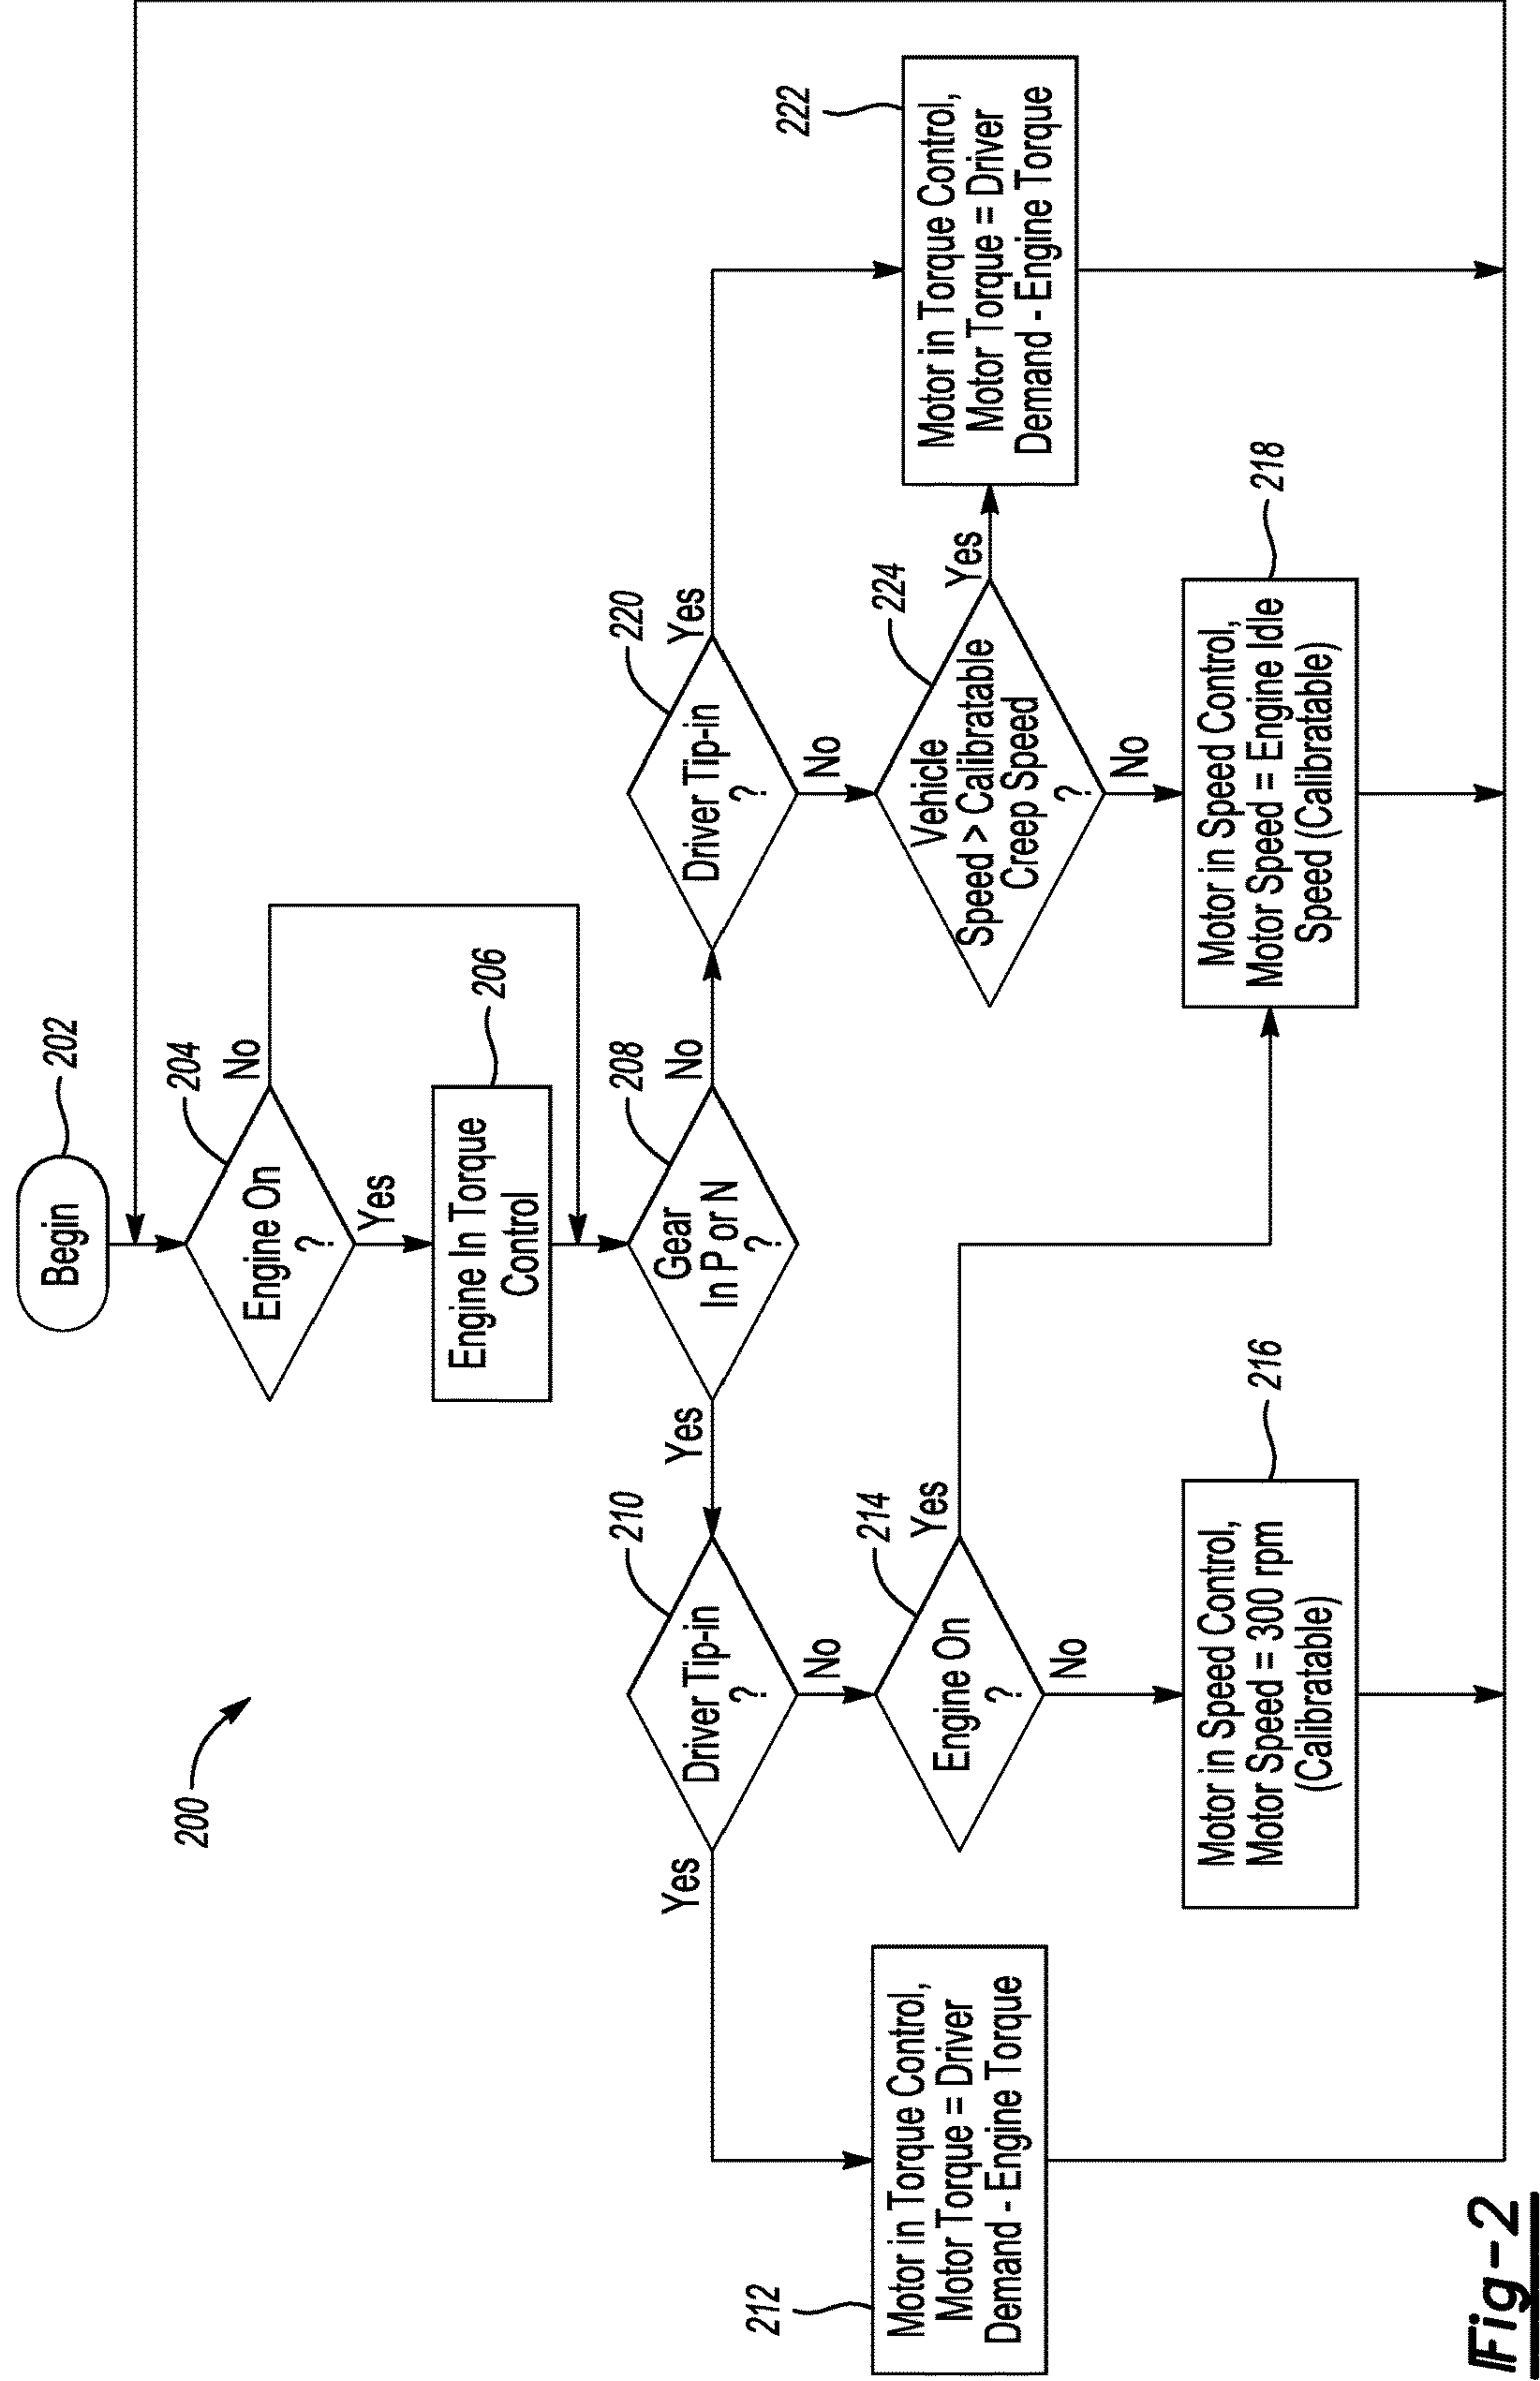 200
Begin
202
Engine On
?
204
No
Yes
Engine In Torque
Control
206
Gear
In P or N
?
208
Yes
No
Driver Tip-in
?
210
Yes
No
Driver Tip-in
?
220
Yes
No
212
Motor in Torque Control,
Motor Torque = Driver
Demand - Engine Torque
Engine On
?
214
Yes
No
Vehicle
Speed > Calibratable
Creep Speed
?
224
Yes
No
222
Motor in Torque Control,
Motor Torque = Driver
Demand - Engine Torque
Motor in Speed Control,
Motor Speed = 300 rpm
(Calibratable)
216
Motor in Speed Control,
Motor Speed = Engine Idle
Speed (Calibratable)
218
Fig-2